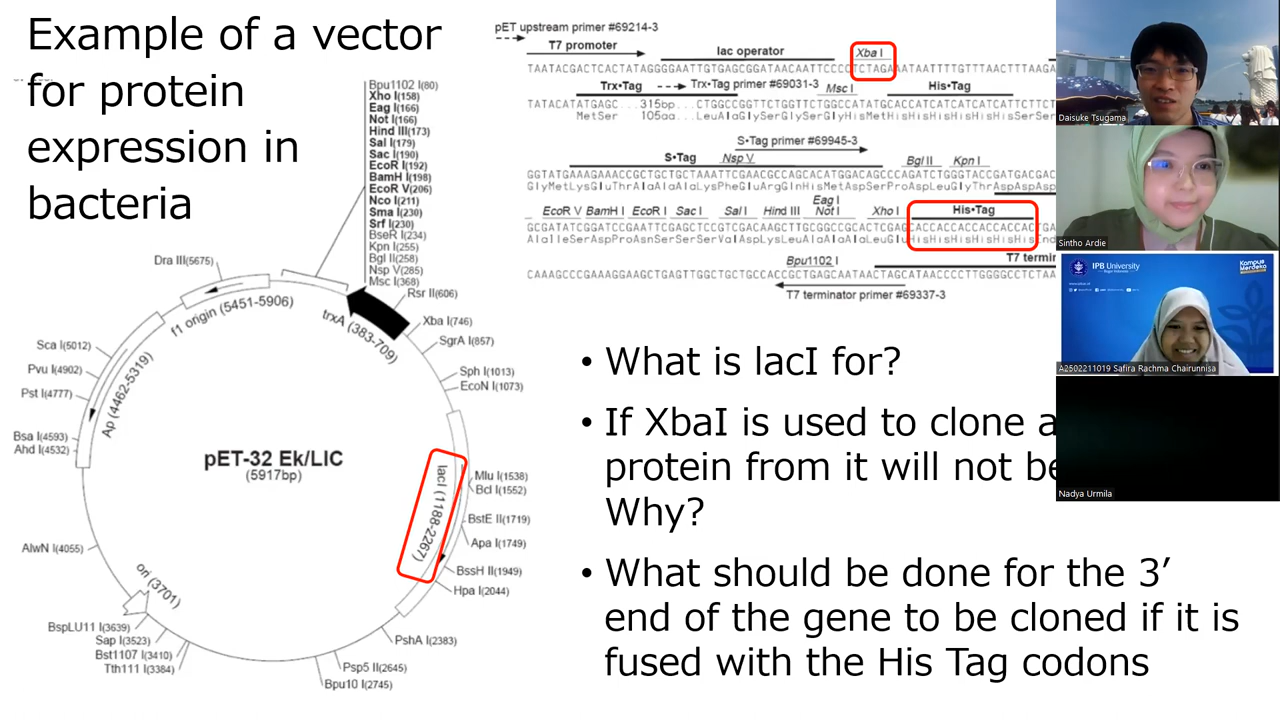 Example of a vector
for protein
expression in
bacteria
pET upstream primer #69214-3
T7 promoter
lac operator
Xba I
TAATACGACTCACTATAGGGGAATTGTGAGCGGATAACAATTCCCCTCTAGAAATAATTTTGTTTAACTTTAAGA
Trx•Tag
Trx•Tag primer #69031-3
Msc I
His•Tag
TATACATATGAGC...315bp...CTGGCCGGTTCTGGTTCTGGCCATATGCACCATCATCATCATCATTCTTCT
MetSer 105aa LeuAlaGlySerGlySerGlyHisMetHisHisHisHisHisHisSerSer
S•Tag primer #69945-3
S•Tag
Nsp V
Bgl II
Kpn I
GGTATGAAAGAAACCGCTGCTGCTAAATTCGAACGCCAGCACATGGACAGCCCAGATCTGGGTACCGATGACGAC
GlyMetLysGluThrAlaAlaAlaLysPheGluArgGlnHisMetAspSerProAspLeuGlyThrAspAspAsp
Eag I
EcoR V BamH I EcoR I Sac I Sal I Hind III Not I Xho I His•Tag
GCGATATCGGATCCGAATTCGAGCTCCGTCGACAAGCTTGCGGCCGCACTCGAGCACCACCACCACCACCACTGA
AlaIleSerAspProAsnSerSerSerValAspLysLeuAlaAlaAlaLeuGluHisHisHisHisHisHisEnd
Bpu1102 I
T7 termin
CAAAGCCCGAAAGGAAGCTGAGTTGGCTGCTGCCACCGCTGAGCAATAACTAGCATAACCCCTTGGGGCCTCTAA
T7 terminator primer #69337-3
Bpu1102 I(80)
Xho I(158)
Eag I(166)
Not I(166)
Hind III(173)
Sal I(179)
Sac I(190)
EcoR I(192)
BamH I(198)
EcoR V(206)
Nco I(211)
Sma I(230)
Srf I(230)
BseR I(234)
Kpn I(255)
Bgl II(258)
Nsp V(285)
Msc I(368)
Rsr II(606)
Xba I(746)
SgrA I(857)
Sph I(1013)
EcoN I(1073)
Mlu I(1538)
Bcl I(1552)
BstE II(1719)
Apa I(1749)
BssH II(1949)
Hpa I(2044)
PshA I(2383)
Psp5 II(2645)
Bpu10 I(2745)
Dra III(5675)
Sca I(5012)
Pvu I(4902)
Pst I(4777)
Bsa I(4593)
Ahd I(4532)
AlwN I(4055)
BspLU11 I(3639)
Sap I(3523)
Bst1107 I(3410)
Tth111 I(3384)
f1 origin (5451-5906)
trxA (383-709)
Ap (4462-5319)
lacI (1188-2267)
ori (3701)
pET-32 Ek/LIC
(5917bp)
• What is lacI for?
• If XbaI is used to clone a
protein from it will not be
Why?
• What should be done for the 3′
end of the gene to be cloned if it is
fused with the His Tag codons
Daisuke Tsugama
Sintho Ardie
IPB University
Kampus
Merdeka
A2502211019 Safira Rachma Chairunnisa
Nadya Urmila